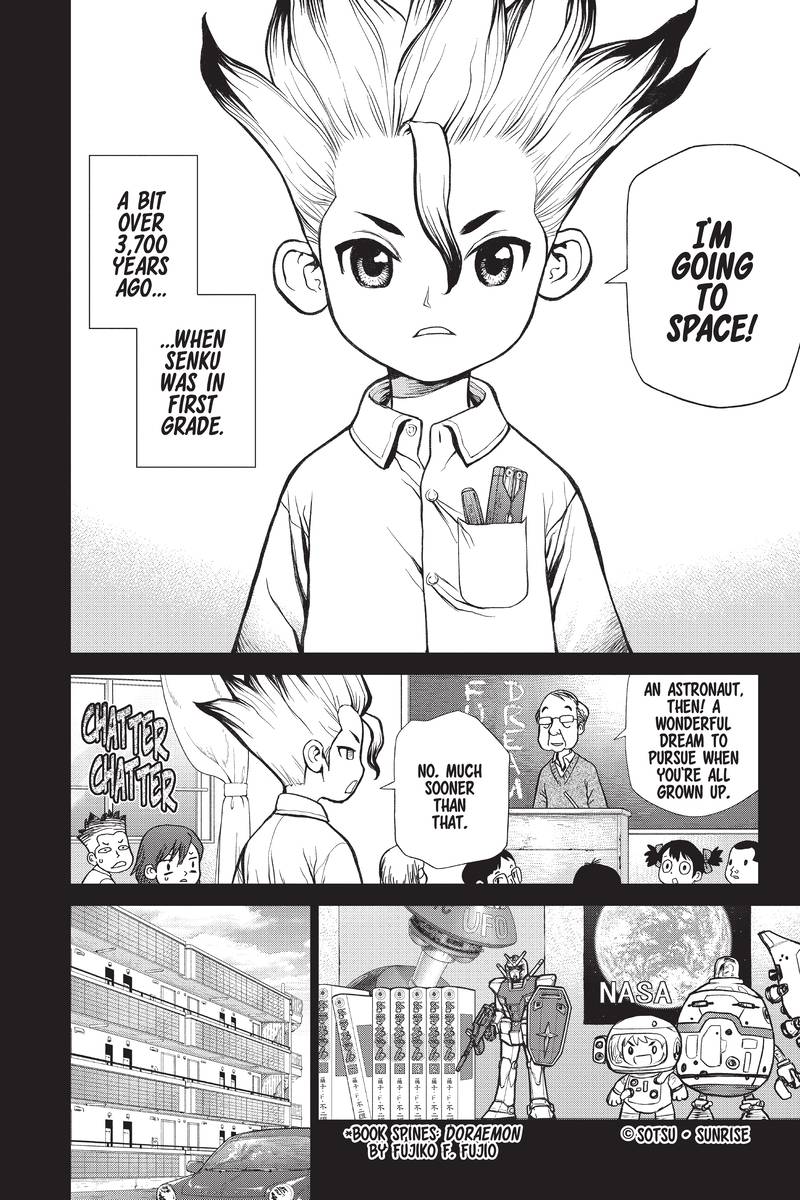 A BIT
OVER
3,700
YEARS
AGO...
...WHEN
SENKU
WAS IN
FIRST
GRADE.
I'M
GOING
TO
SPACE!
CHATTER
CHATTER
NO. MUCH
SOONER
THAN
THAT.
DREAM
FU
AN ASTRONAUT,
THEN! A
WONDERFUL
DREAM TO
PURSUE WHEN
YOU'RE ALL
GROWN UP.
UFO
NASA
*BOOK SPINES: DORAEMON
BY FUJIKO F. FUJIO
©SOTSU • SUNRISE